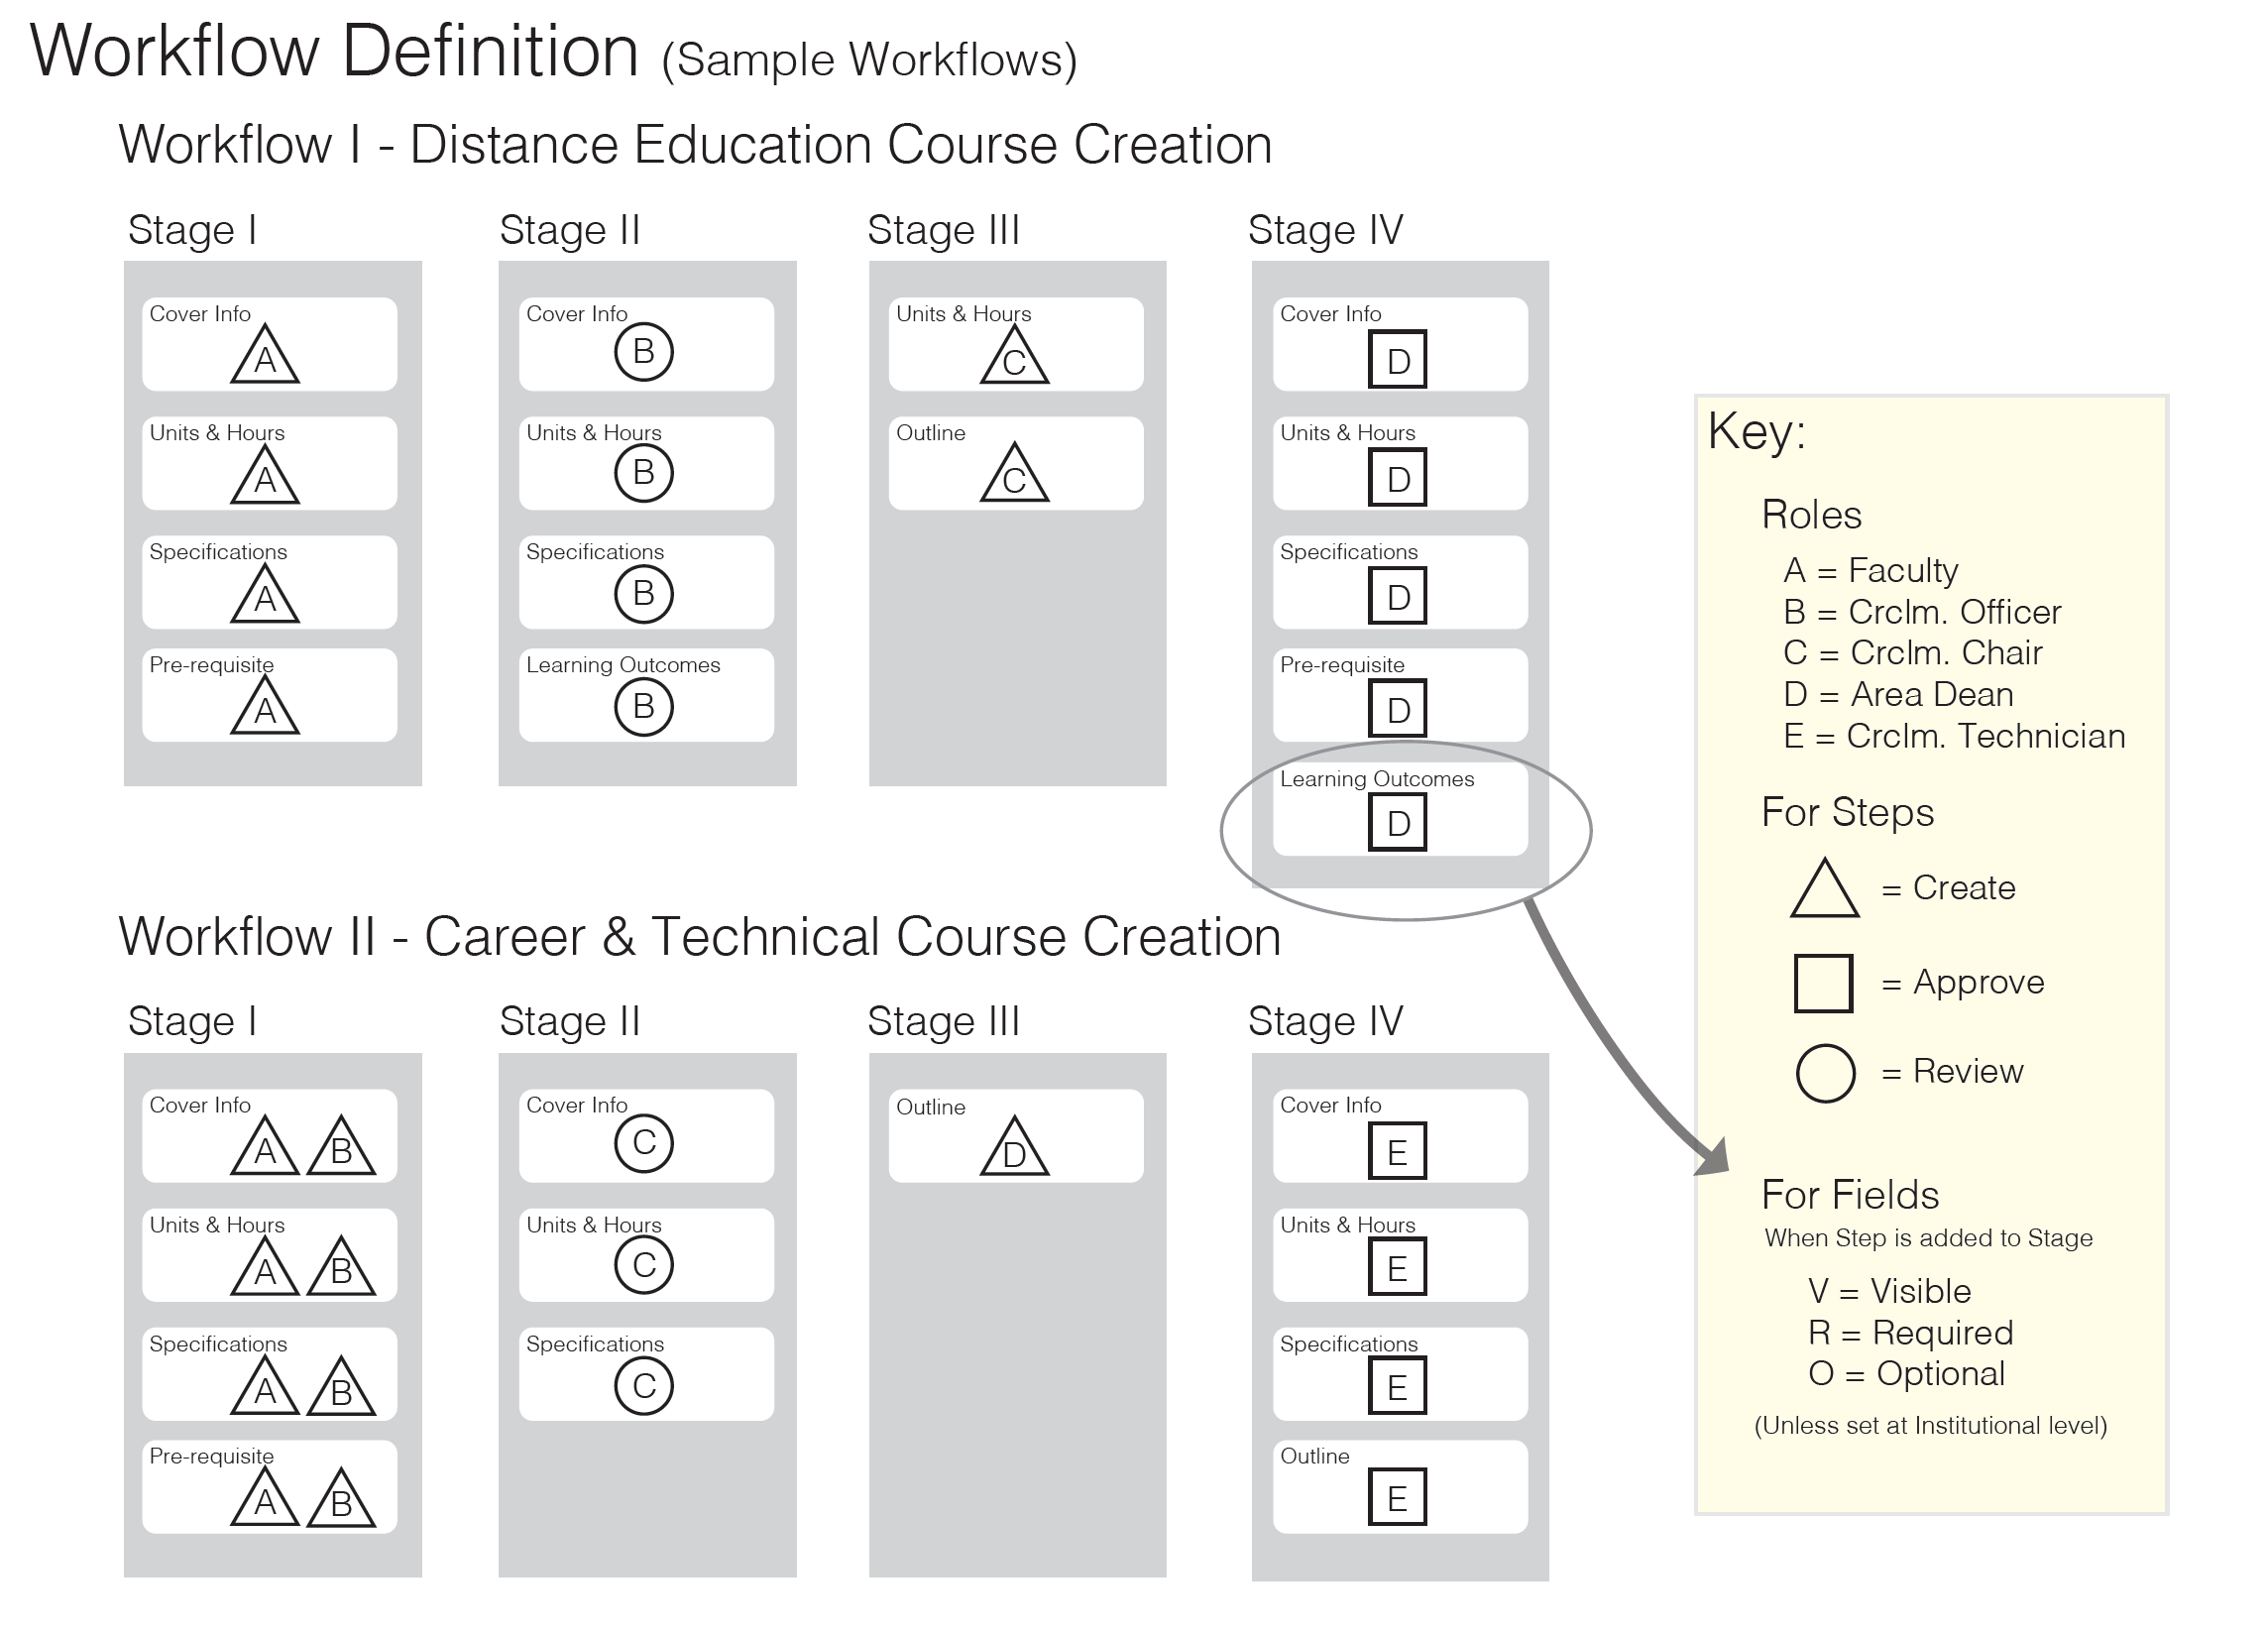 Workflow Definition (Sample Workflows)
Workflow I - Distance Education Course Creation
Stage I
Cover Info
A
Units & Hours
A
Specifications
A
Pre-requisite
A
Stage II
Cover Info
B
Units & Hours
B
Specifications
B
Learning Outcomes
B
Stage III
Units & Hours
C
Outline
C
Stage IV
Cover Info
D
Units & Hours
D
Specifications
D
Pre-requisite
D
Learning Outcomes
D
Workflow II - Career & Technical Course Creation
Stage I
Cover Info
A B
Units & Hours
A B
Specifications
A B
Pre-requisite
A B
Stage II
Cover Info
C
Units & Hours
C
Specifications
C
Stage III
Outline
D
Stage IV
Cover Info
E
Units & Hours
E
Specifications
E
Outline
E
Key:
Roles
A = Faculty
B = Crclm. Officer
C = Crclm. Chair
D = Area Dean
E = Crclm. Technician
For Steps
= Create
= Approve
= Review
For Fields
When Step is added to Stage
V = Visible
R = Required
O = Optional
(Unless set at Institutional level)